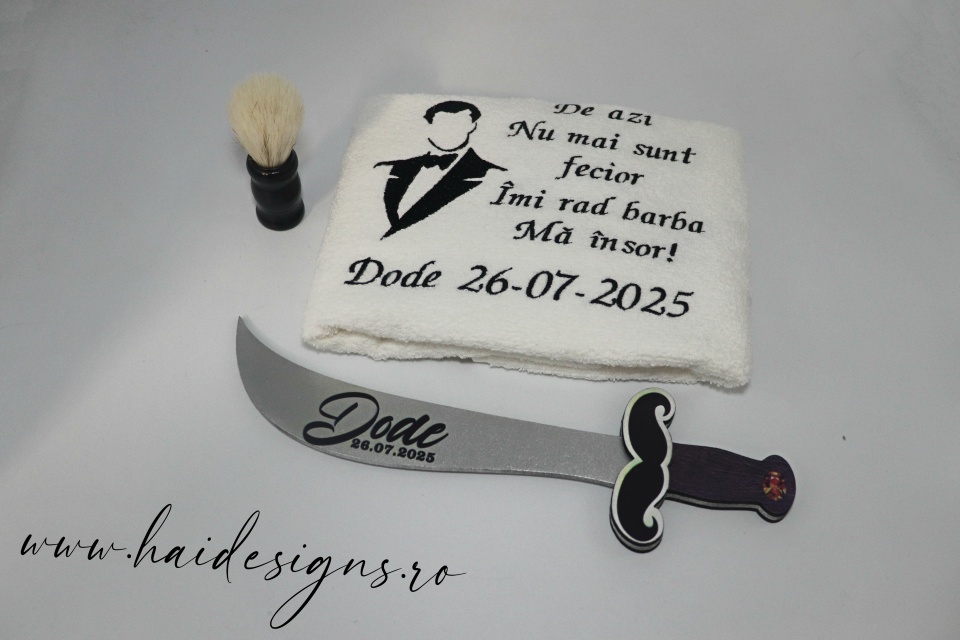 De azi
Nu mai sunt
fecior
Îmi rad barba
Mă însor!
Dode 26-07-2025
Dode
26.07.2025
www.haidesigns.ro